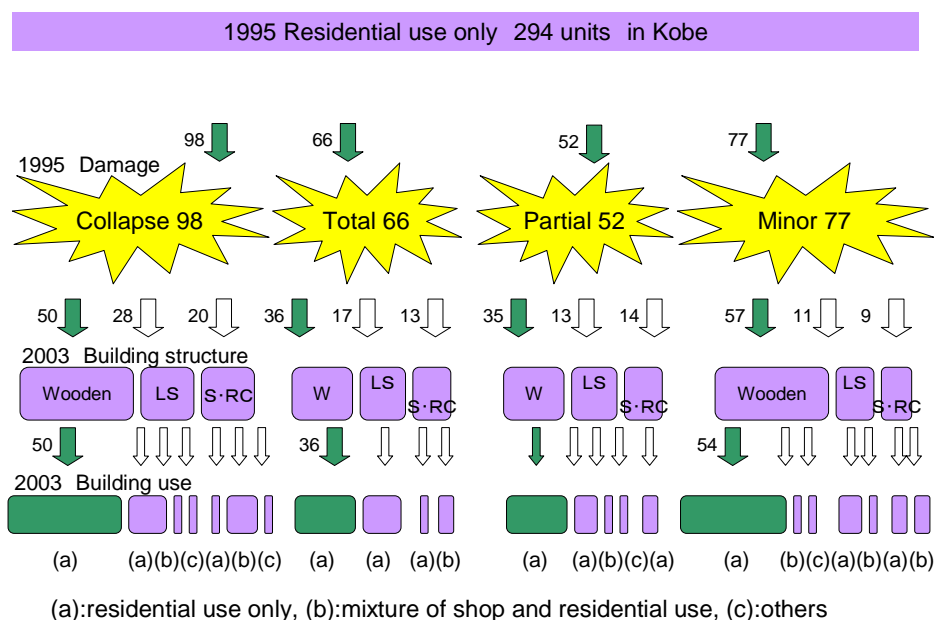 1995 Residential use only 294 units in Kobe
98 66 52 77
1995 Damage
Collapse 98 Total 66 Partial 52 Minor 77
50 28 20 36 17 13 35 13 14 57 11 9
2003 Building structure
Wooden LS S·RC W LS S·RC W LS S·RC Wooden LS S·RC
50 36 54
2003 Building use
(a) (a)(b)(c)(a)(b)(c) (a) (a) (a)(b) (a) (a)(b)(c)(a) (a) (b)(c)(a)(b)(a)(b)
(a):residential use only, (b):mixture of shop and residential use, (c):others